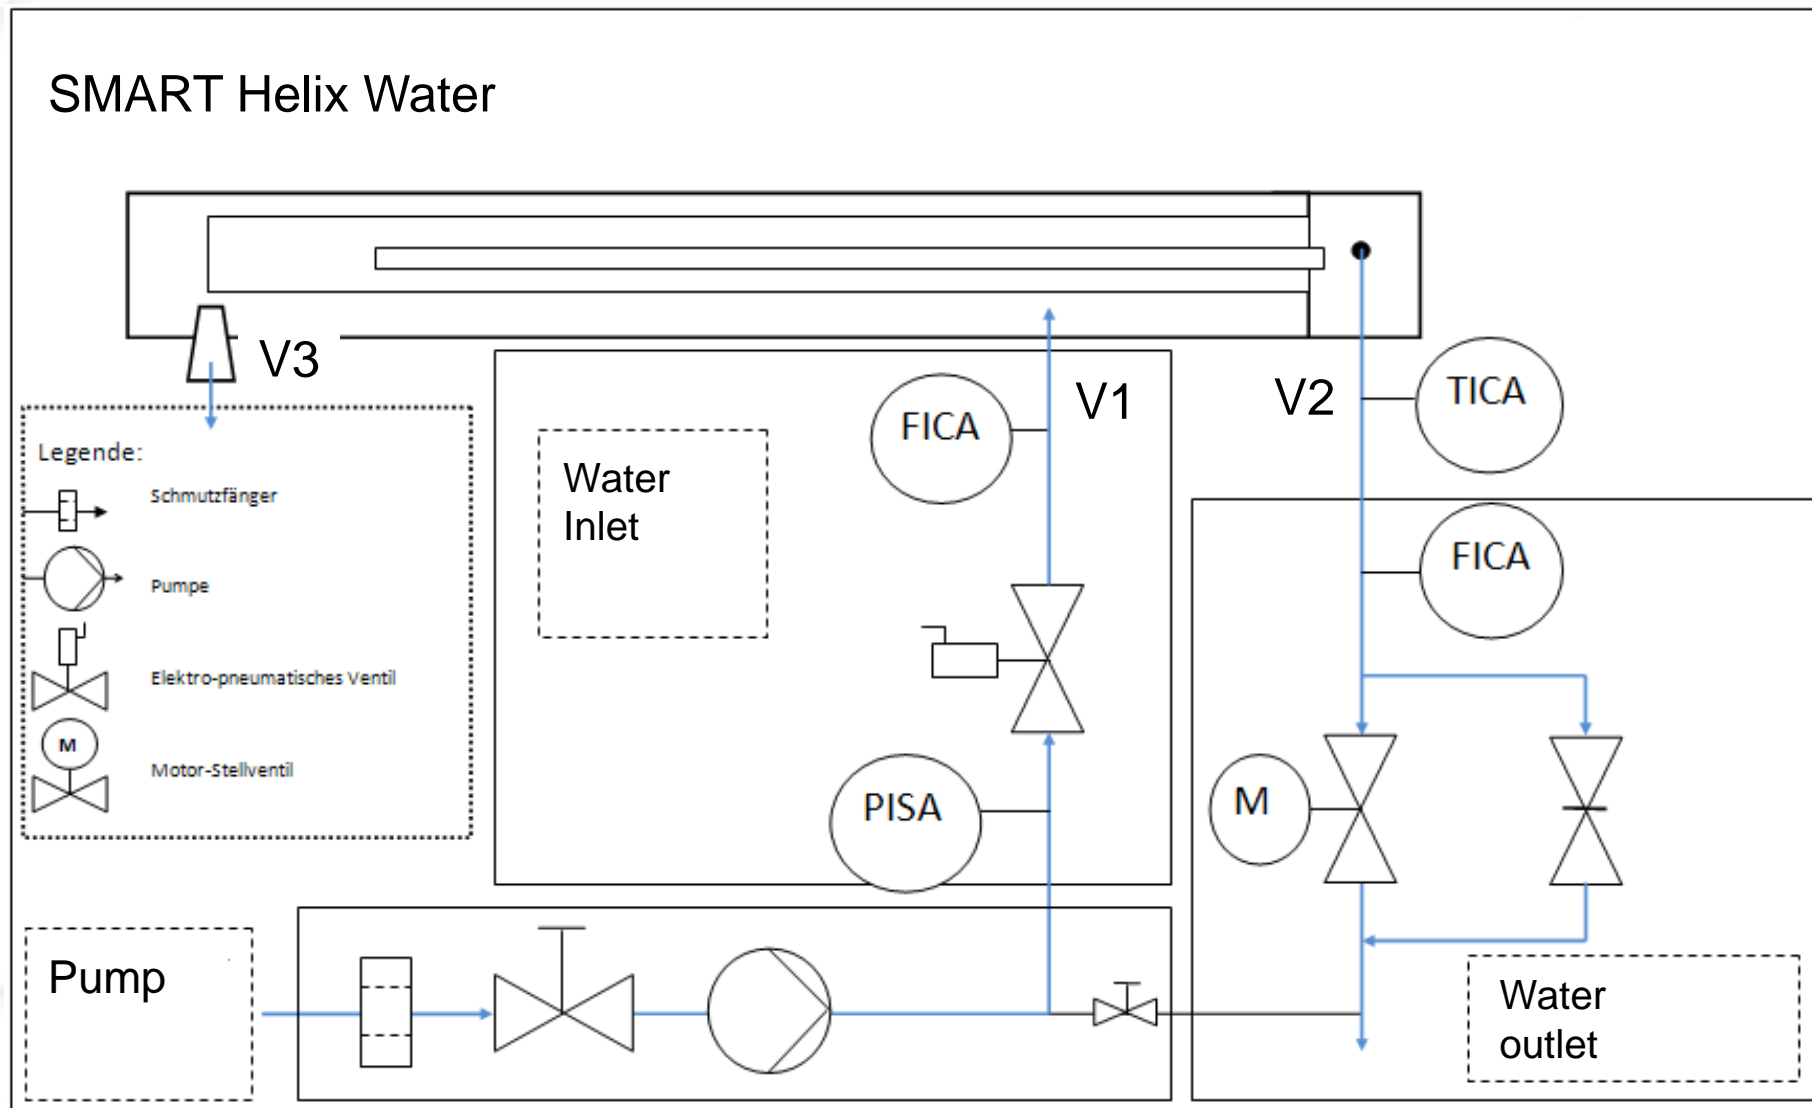 SMART Helix Water
V3
V1
V2
TICA
FICA
FICA
Water
Inlet
Legende:
Schmutzfänger
Pumpe
Elektro-pneumatisches Ventil
M
Motor-Stellventil
PISA
M
Pump
Water
outlet